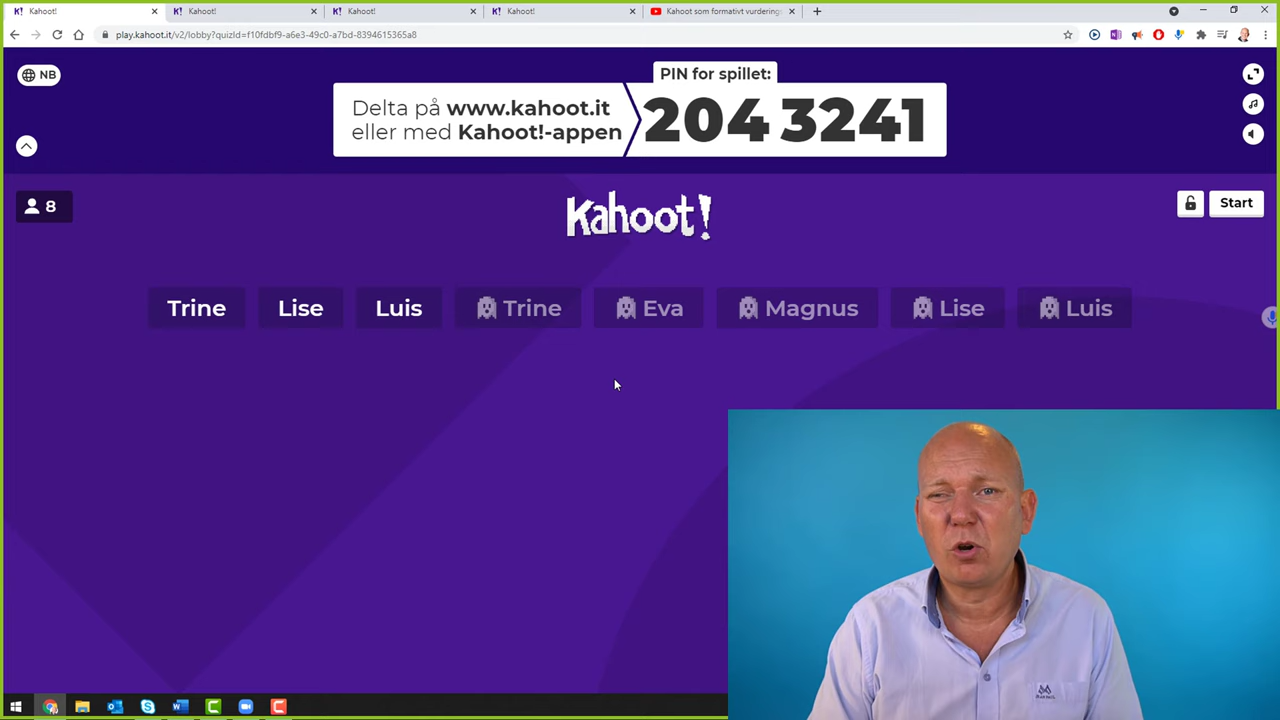 Kahoot!
Kahoot!
Kahoot!
Kahoot!
Kahoot som formativt vurdering
play.kahoot.it/v2/lobby?quizId=f10fdbf9-a6e3-49c0-a7bd-8394615365a8
NB
PIN for spillet:
Delta på www.kahoot.it
eller med Kahoot!-appen
204 3241
8
Kahoot!
Start
Trine Lise Luis Trine Eva Magnus Lise Luis